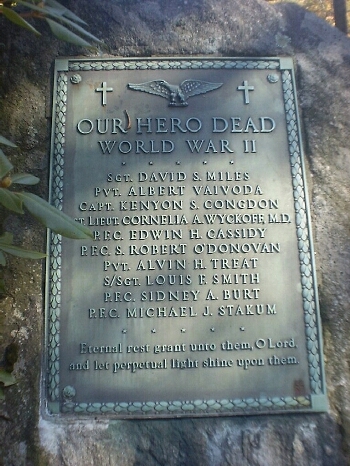 OUR HERO DEAD
WORLD WAR II
SGT. DAVID S. MILES
PVT. ALBERT VAIVODA
CAPT. KENYON S. CONGDON
LIEUT. CORNELIA A. WYCKOFF, M.D.
P.F.C. EDWIN H. CASSIDY
P.F.C. S. ROBERT O'DONOVAN
PVT. ALVIN H. TREAT
S/SGT. LOUIS F. SMITH
P.F.C. SIDNEY A. BURT
P.F.C. MICHAEL J. STAKUM
Eternal rest grant unto them, O Lord.
and let perpetual light shine upon them.